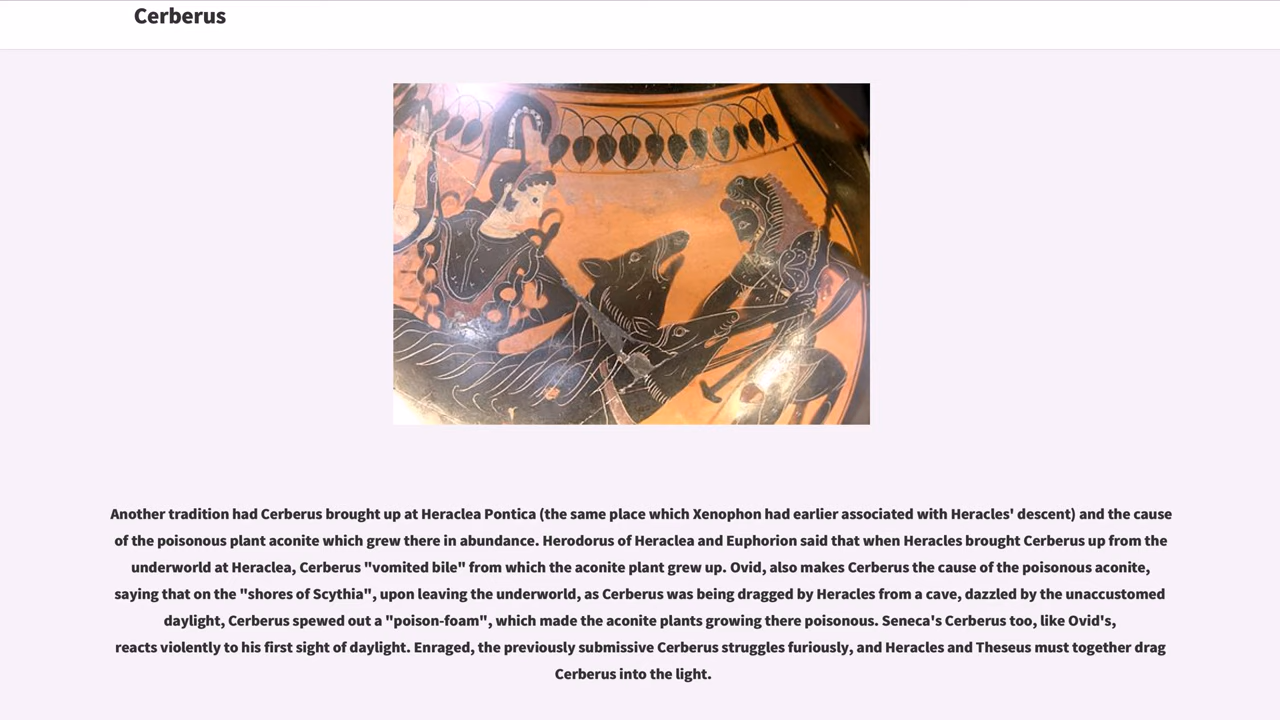 Cerberus
Another tradition had Cerberus brought up at Heraclea Pontica (the same place which Xenophon had earlier associated with Heracles' descent) and the cause
of the poisonous plant aconite which grew there in abundance. Herodorus of Heraclea and Euphorion said that when Heracles brought Cerberus up from the
underworld at Heraclea, Cerberus "vomited bile" from which the aconite plant grew up. Ovid, also makes Cerberus the cause of the poisonous aconite,
saying that on the "shores of Scythia", upon leaving the underworld, as Cerberus was being dragged by Heracles from a cave, dazzled by the unaccustomed
daylight, Cerberus spewed out a "poison-foam", which made the aconite plants growing there poisonous. Seneca's Cerberus too, like Ovid's,
reacts violently to his first sight of daylight. Enraged, the previously submissive Cerberus struggles furiously, and Heracles and Theseus must together drag
Cerberus into the light.